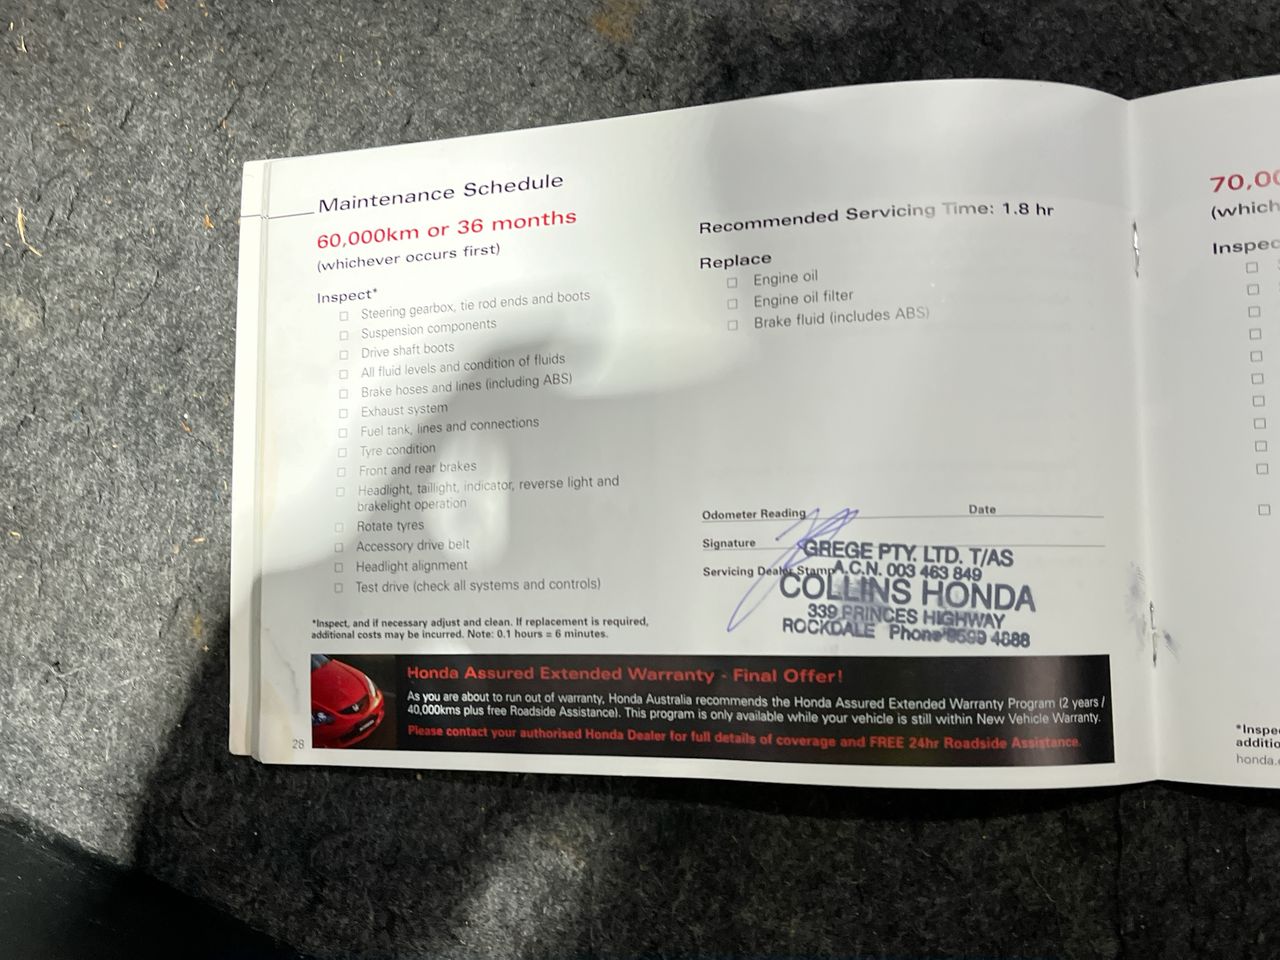 Maintenance Schedule
60,000km or 36 months
(whichever occurs first)
Inspect*
Steering gearbox, tie rod ends and boots
Suspension components
Drive shaft boots
All fluid levels and condition of fluids
Brake hoses and lines (including ABS)
Exhaust system
Fuel tank, lines and connections
Tyre condition
Front and rear brakes
Headlight, taillight, indicator, reverse light and
brakelight operation
Rotate tyres
Accessory drive belt
Headlight alignment
Test drive (check all systems and controls)
*Inspect, and if necessary adjust and clean. If replacement is required,
additional costs may be incurred. Note: 0.1 hours = 6 minutes.
Recommended Servicing Time: 1.8 hr
Replace
Engine oil
Engine oil filter
Brake fluid (includes ABS)
Odometer Reading Date
Signature
Servicing Dealer Stamp
GREGE PTY. LTD. T/AS
A.C.N. 003 463 849
COLLINS HONDA
339 PRINCES HIGHWAY
ROCKDALE Phone 9599 4888
Honda Assured Extended Warranty - Final Offer!
As you are about to run out of warranty, Honda Australia recommends the Honda Assured Extended Warranty Program (2 years /
40,000kms plus free Roadside Assistance). This program is only available while your vehicle is still within New Vehicle Warranty.
Please contact your authorised Honda Dealer for full details of coverage and FREE 24hr Roadside Assistance.
28
70,00
(which
Inspec
*Inspe
additio
honda.